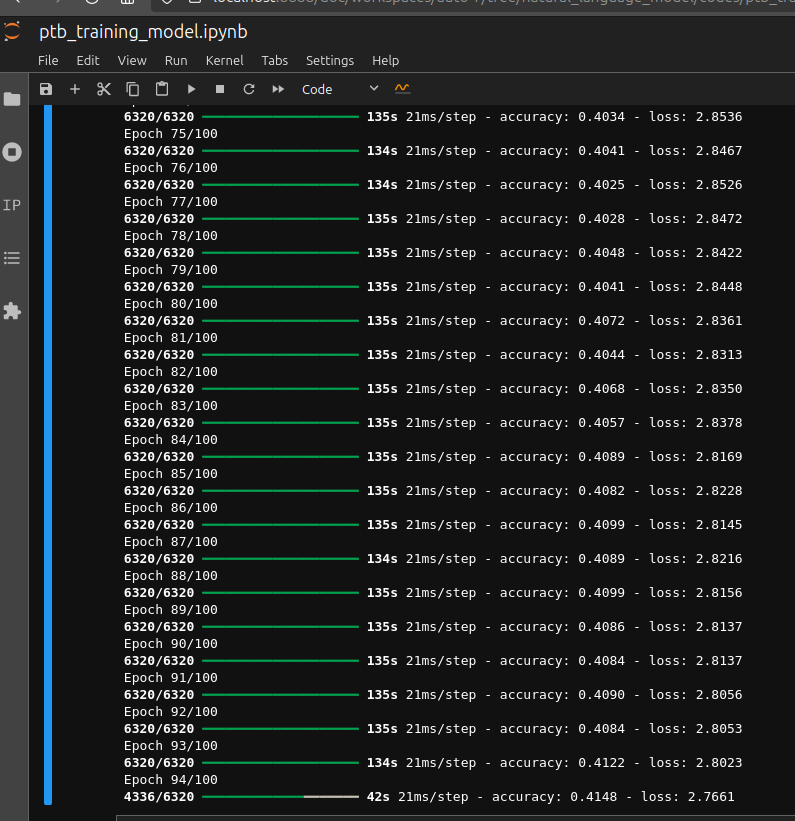 ptb_training_model.ipynb
File Edit View Run Kernel Tabs Settings Help
Code
IP
6320/6320 135s 21ms/step - accuracy: 0.4034 - loss: 2.8536
Epoch 75/100
6320/6320 134s 21ms/step - accuracy: 0.4041 - loss: 2.8467
Epoch 76/100
6320/6320 134s 21ms/step - accuracy: 0.4025 - loss: 2.8526
Epoch 77/100
6320/6320 135s 21ms/step - accuracy: 0.4028 - loss: 2.8472
Epoch 78/100
6320/6320 135s 21ms/step - accuracy: 0.4048 - loss: 2.8422
Epoch 79/100
6320/6320 135s 21ms/step - accuracy: 0.4041 - loss: 2.8448
Epoch 80/100
6320/6320 135s 21ms/step - accuracy: 0.4072 - loss: 2.8361
Epoch 81/100
6320/6320 135s 21ms/step - accuracy: 0.4044 - loss: 2.8313
Epoch 82/100
6320/6320 135s 21ms/step - accuracy: 0.4068 - loss: 2.8350
Epoch 83/100
6320/6320 135s 21ms/step - accuracy: 0.4057 - loss: 2.8378
Epoch 84/100
6320/6320 135s 21ms/step - accuracy: 0.4089 - loss: 2.8169
Epoch 85/100
6320/6320 135s 21ms/step - accuracy: 0.4082 - loss: 2.8228
Epoch 86/100
6320/6320 135s 21ms/step - accuracy: 0.4099 - loss: 2.8145
Epoch 87/100
6320/6320 134s 21ms/step - accuracy: 0.4089 - loss: 2.8216
Epoch 88/100
6320/6320 135s 21ms/step - accuracy: 0.4099 - loss: 2.8156
Epoch 89/100
6320/6320 135s 21ms/step - accuracy: 0.4086 - loss: 2.8137
Epoch 90/100
6320/6320 135s 21ms/step - accuracy: 0.4084 - loss: 2.8137
Epoch 91/100
6320/6320 135s 21ms/step - accuracy: 0.4090 - loss: 2.8056
Epoch 92/100
6320/6320 135s 21ms/step - accuracy: 0.4084 - loss: 2.8053
Epoch 93/100
6320/6320 134s 21ms/step - accuracy: 0.4122 - loss: 2.8023
Epoch 94/100
4336/6320 42s 21ms/step - accuracy: 0.4148 - loss: 2.7661